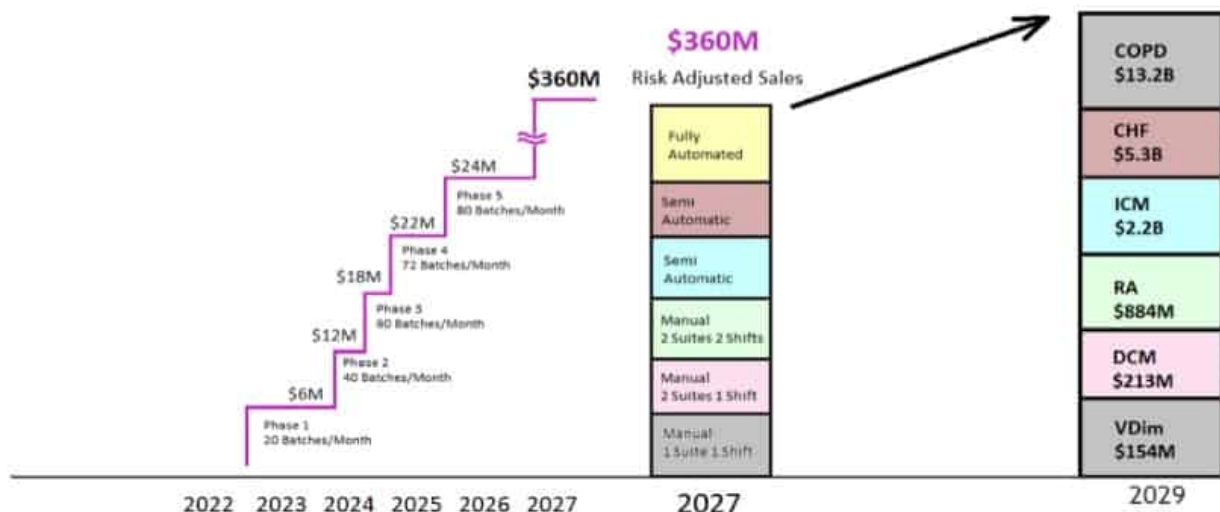 $360M
$24M
Phase 5
80 Batches/Month
$22M
Phase 4
72 Batches/Month
$18M
Phase 3
60 Batches/Month
$12M
Phase 2
40 Batches/Month
$6M
Phase 1
20 Batches/Month
2022 2023 2024 2025 2026 2027
$360M
Risk Adjusted Sales
Fully
Automated
Semi
Automatic
Semi
Automatic
Manual
2 Suites 2 Shifts
Manual
2 Suites 1 Shift
Manual
1 Suite 1 Shift
2027
COPD
$13.2B
CHF
$5.3B
ICM
$2.2B
RA
$884M
DCM
$213M
VDim
$154M
2029